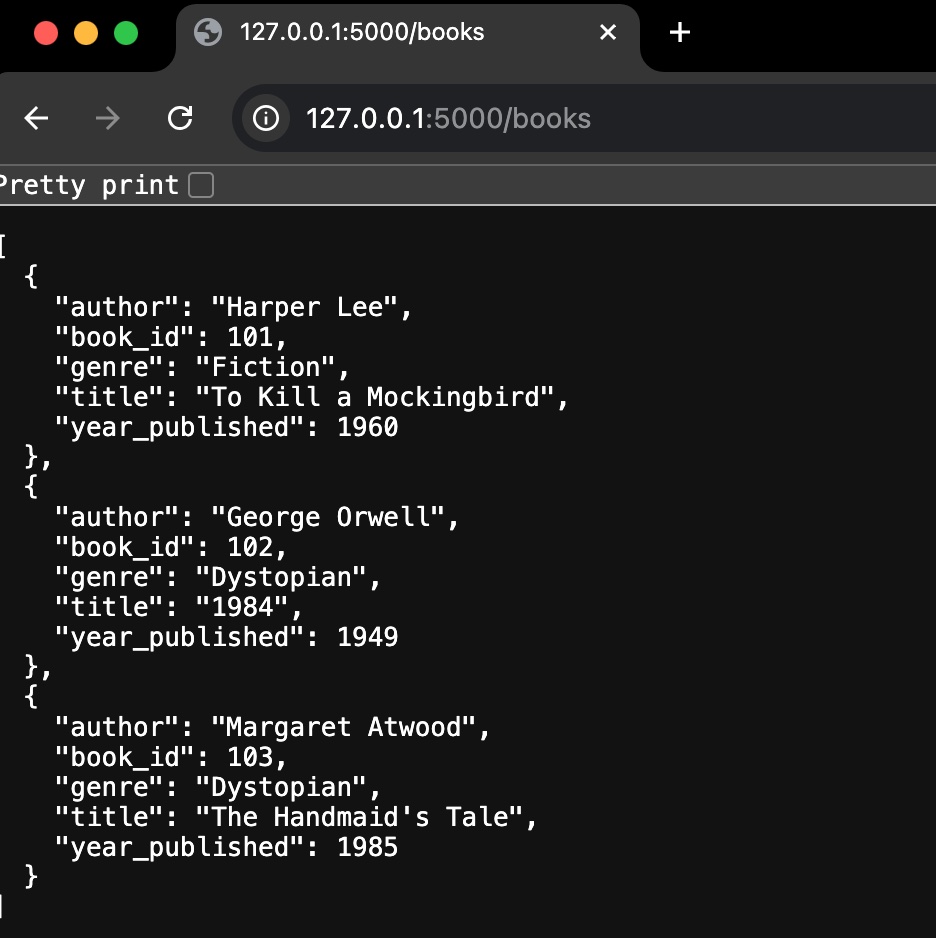 127.0.0.1:5000/books
127.0.0.1:5000/books
Pretty print
[
  {
    "author": "Harper Lee",
    "book_id": 101,
    "genre": "Fiction",
    "title": "To Kill a Mockingbird",
    "year_published": 1960
  },
  {
    "author": "George Orwell",
    "book_id": 102,
    "genre": "Dystopian",
    "title": "1984",
    "year_published": 1949
  },
  {
    "author": "Margaret Atwood",
    "book_id": 103,
    "genre": "Dystopian",
    "title": "The Handmaid's Tale",
    "year_published": 1985
  }
]